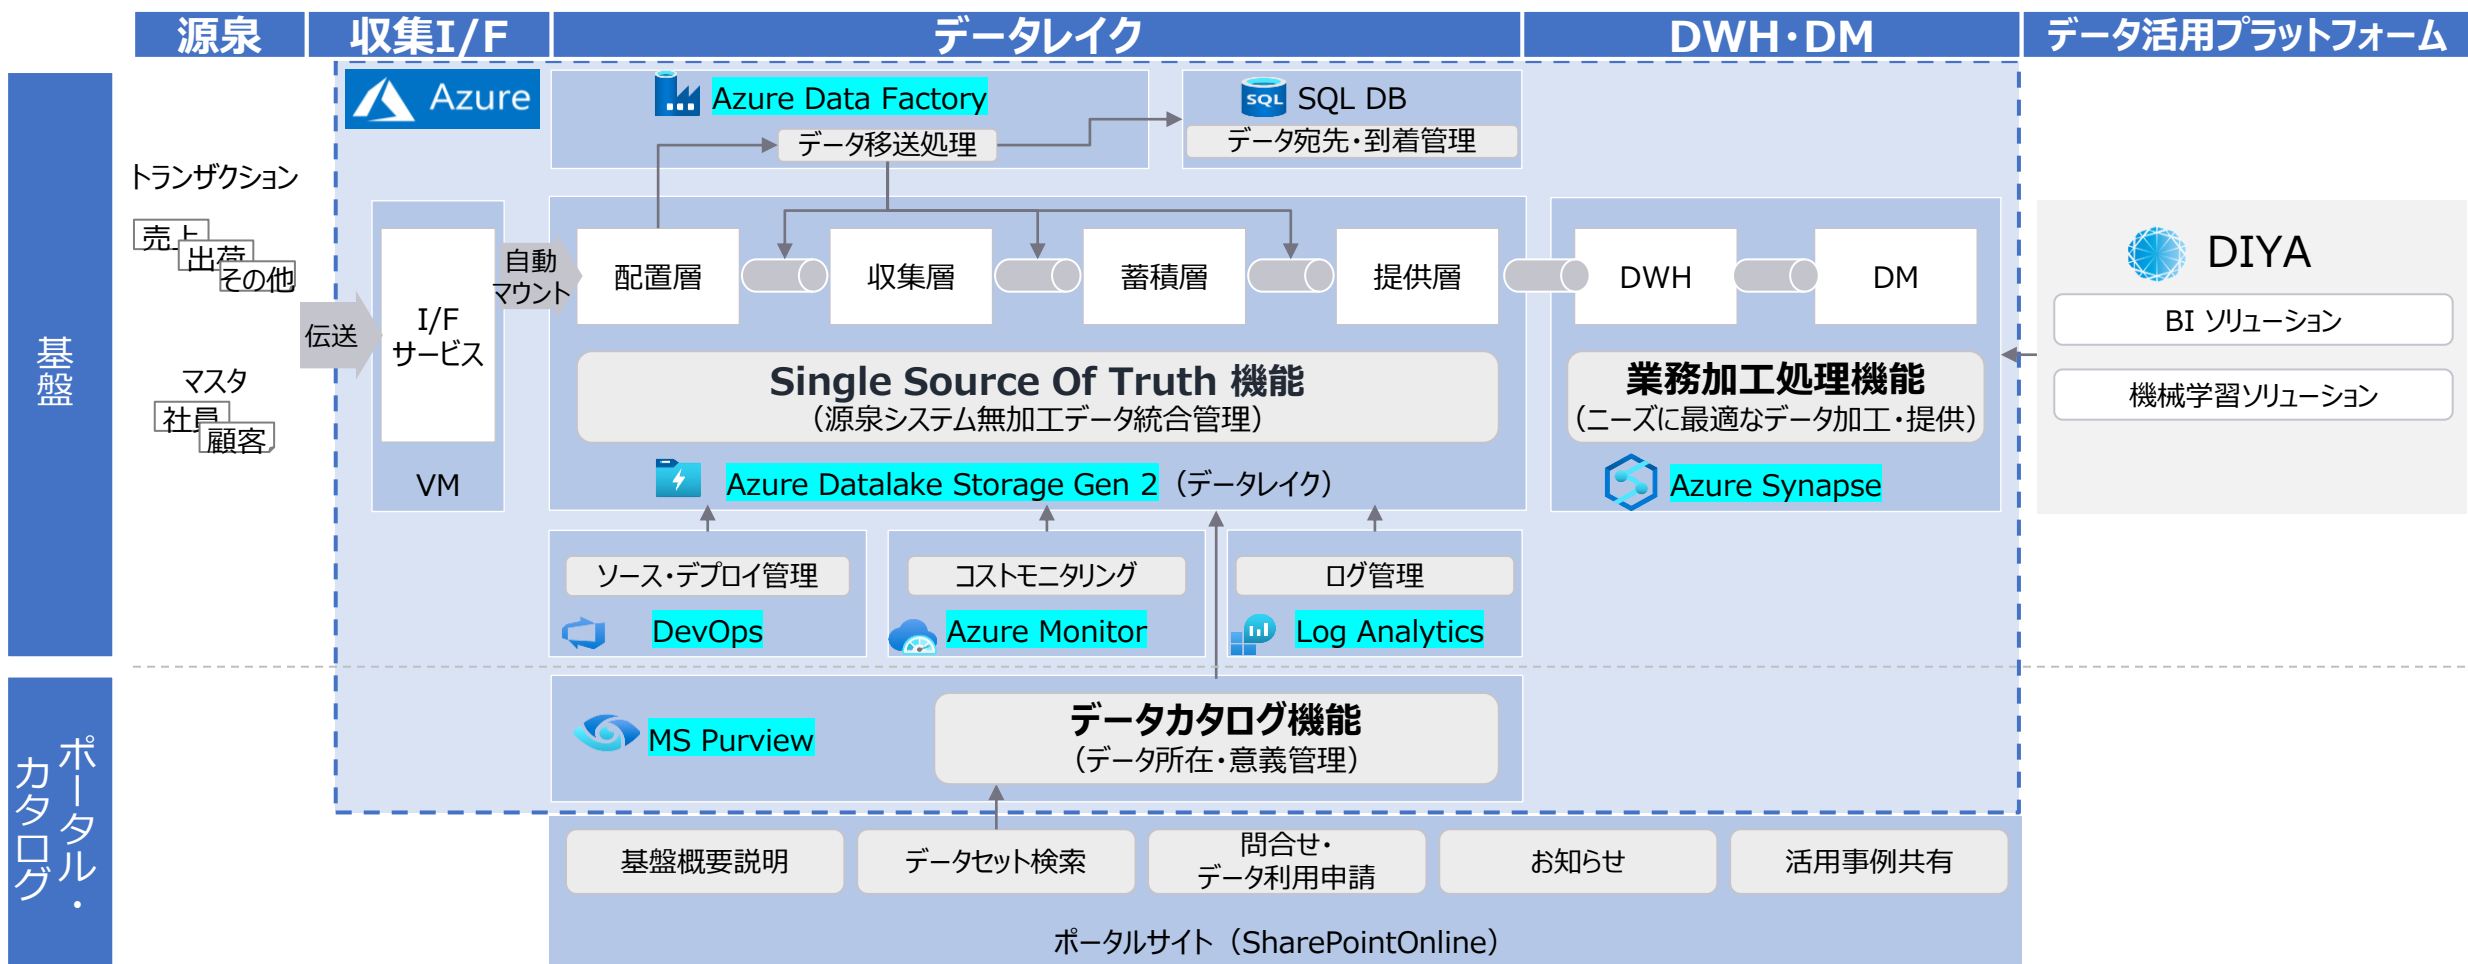 源泉
収集I/F
データレイク
DWH・DM
データ活用プラットフォーム
基盤
Azure
Azure Data Factory
データ移送処理
SQL DB
データ宛先・到着管理
トランザクション
売上
出荷
その他
マスタ
社員
顧客
伝送
I/F
サービス
VM
自動
マウント
配置層
収集層
蓄積層
提供層
DWH
DM
Single Source Of Truth 機能
（源泉システム無加工データ統合管理）
Azure Datalake Storage Gen 2（データレイク）
業務加工処理機能
（ニーズに最適なデータ加工・提供）
Azure Synapse
DIYA
BI ソリューション
機械学習ソリューション
ソース・デプロイ管理
DevOps
コストモニタリング
Azure Monitor
ログ管理
Log Analytics
ポータル・
カタログ
MS Purview
データカタログ機能
（データ所在・意義管理）
基盤概要説明
データセット検索
問合せ・
データ利用申請
お知らせ
活用事例共有
ポータルサイト（SharePointOnline）